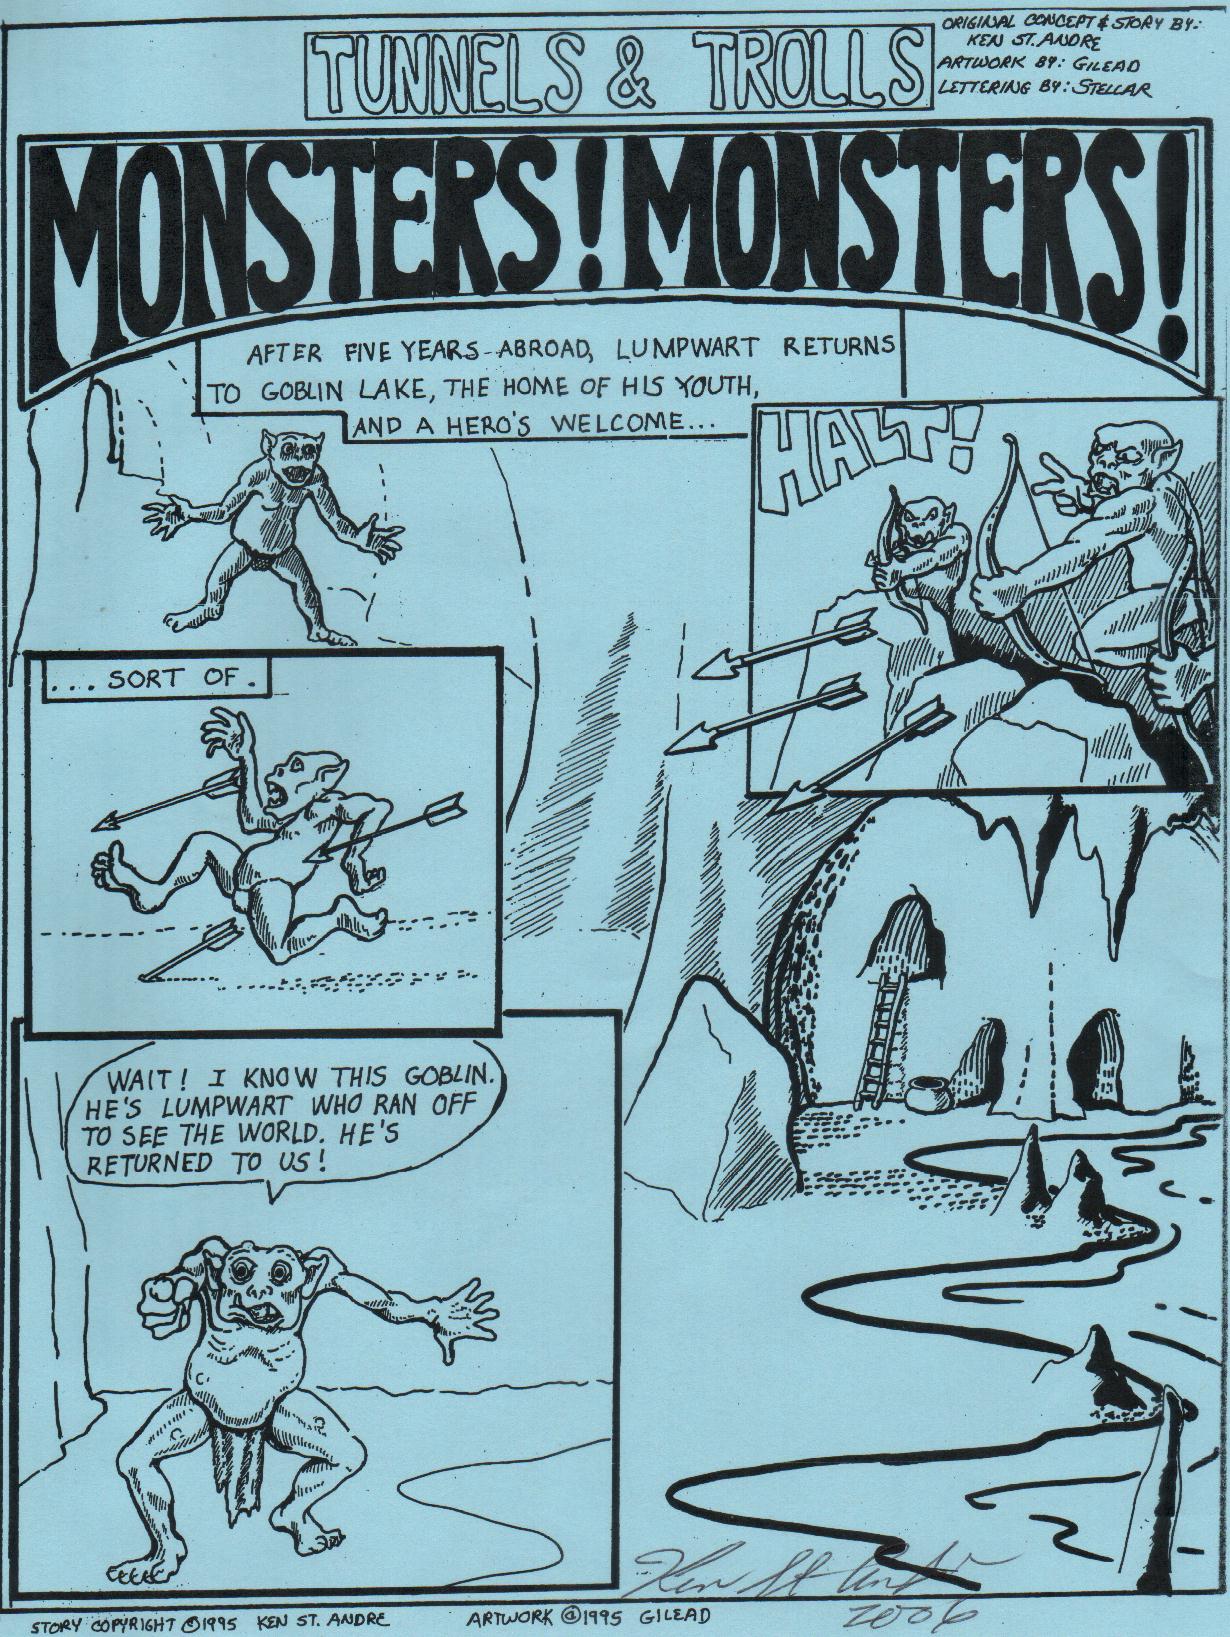 TUNNELS & TROLLS
ORIGINAL CONCEPT & STORY BY:
KEN ST. ANDRE
ARTWORK BY: GILEAD
LETTERING BY: STELLAR
MONSTERS! MONSTERS!
AFTER FIVE YEARS ABROAD, LUMPWART RETURNS
TO GOBLIN LAKE, THE HOME OF HIS YOUTH,
AND A HERO'S WELCOME...
HALT!
...SORT OF.
WAIT! I KNOW THIS GOBLIN.
HE'S LUMPWART WHO RAN OFF
TO SEE THE WORLD. HE'S
RETURNED TO US!
Ken St. Andre
2006
STORY COPYRIGHT ©1995 KEN ST. ANDRE
ARTWORK ©1995 GILEAD